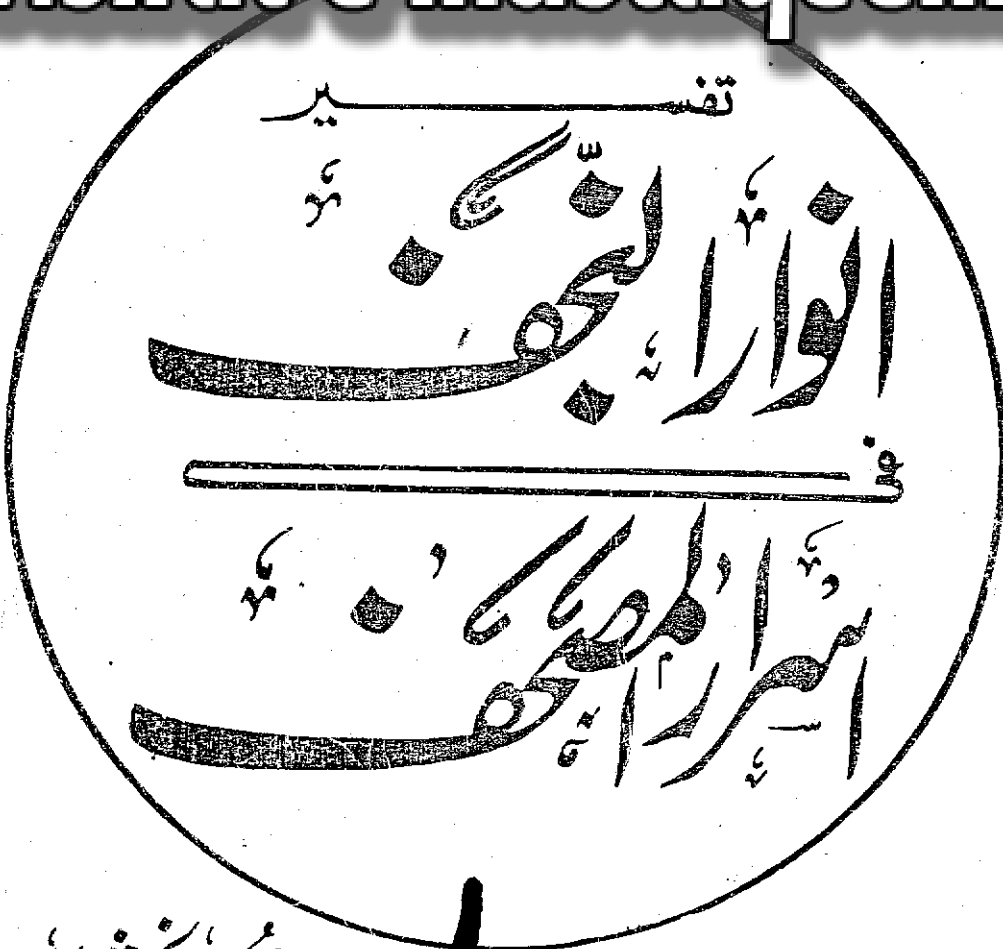 تفسیر
انوار النجف
فی
اسرار المصحف